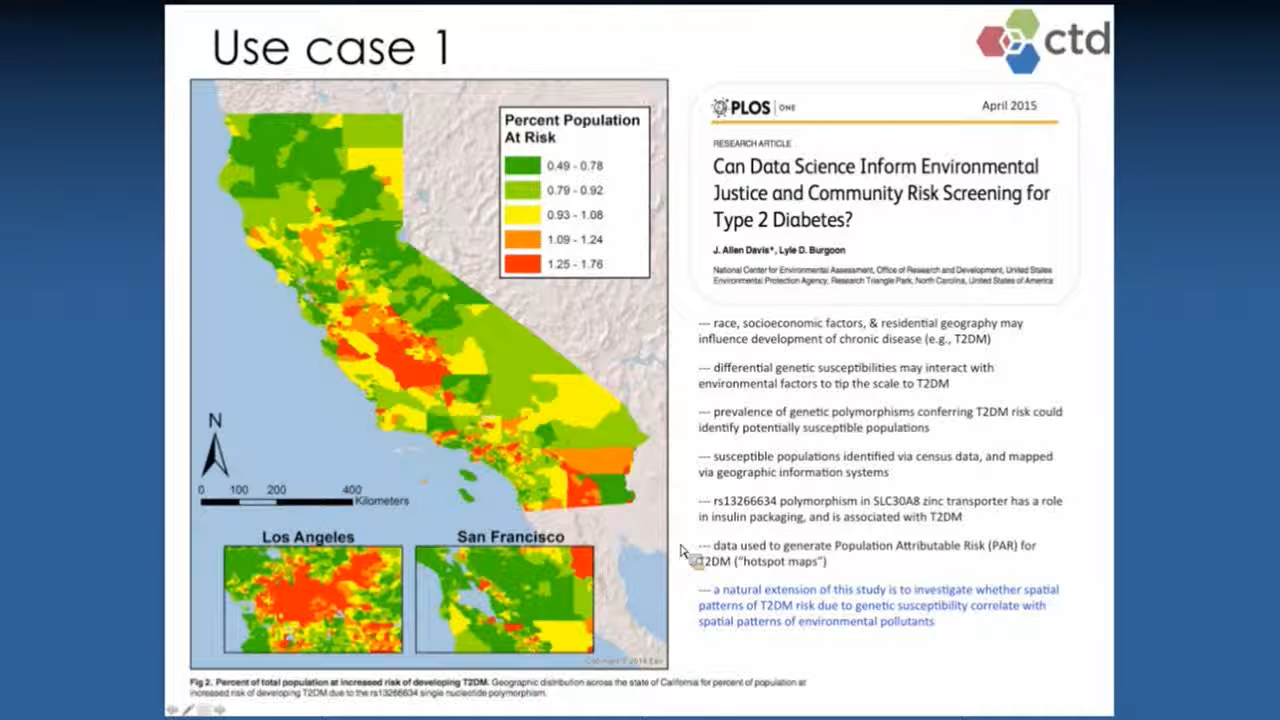 Use case 1
ctd
Percent Population
At Risk
0.49 - 0.78
0.79 - 0.92
0.93 - 1.08
1.09 - 1.24
1.25 - 1.76
N
0 100 200 400
Kilometers
Los Angeles San Francisco
Fig 2. Percent of total population at increased risk of developing T2DM. Geographic distribution across the state of California for percent of population at
increased risk of developing T2DM due to the rs13266634 single nucleotide polymorphism.
PLOS | ONE April 2015
RESEARCH ARTICLE
Can Data Science Inform Environmental
Justice and Community Risk Screening for
Type 2 Diabetes?
J. Allen Davis*, Lyle D. Burgoon
National Center for Environmental Assessment, Office of Research and Development, United States
Environmental Protection Agency, Research Triangle Park, North Carolina, United States of America
--- race, socioeconomic factors, & residential geography may
influence development of chronic disease (e.g., T2DM)
--- differential genetic susceptibilities may interact with
environmental factors to tip the scale to T2DM
--- prevalence of genetic polymorphisms conferring T2DM risk could
identify potentially susceptible populations
--- susceptible populations identified via census data, and mapped
via geographic information systems
--- rs13266634 polymorphism in SLC30A8 zinc transporter has a role
in insulin packaging, and is associated with T2DM
--- data used to generate Population Attributable Risk (PAR) for
T2DM (“hotspot maps”)
--- a natural extension of this study is to investigate whether spatial
patterns of T2DM risk due to genetic susceptibility correlate with
spatial patterns of environmental pollutants